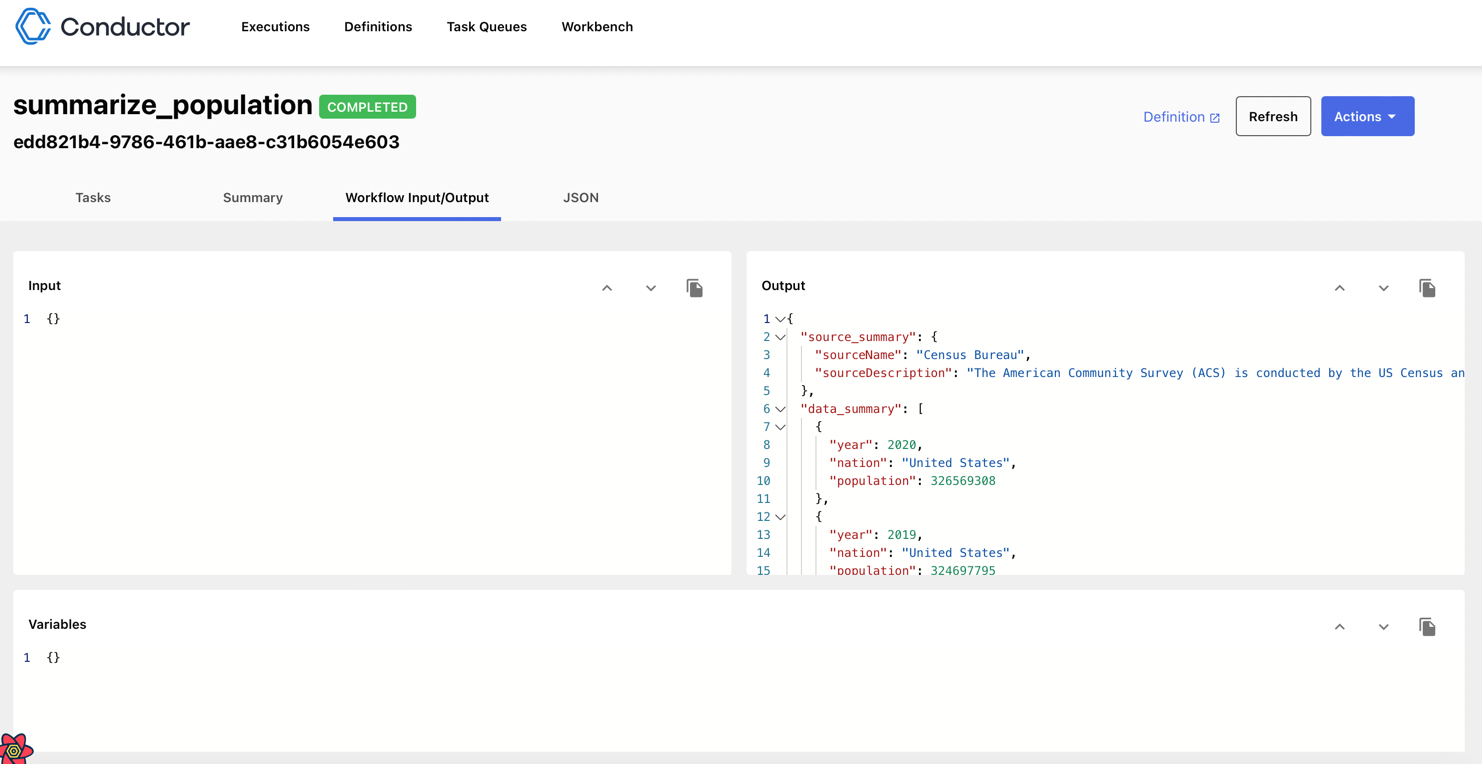 Conductor
Executions Definitions Task Queues Workbench
summarize_population COMPLETED
edd821b4-9786-461b-aae8-c31b6054e603
Definition Refresh Actions
Tasks Summary Workflow Input/Output JSON
Input
1 {}
Output
1 {
2 "source_summary": {
3 "sourceName": "Census Bureau",
4 "sourceDescription": "The American Community Survey (ACS) is conducted by the US Census an
5 },
6 "data_summary": [
7 {
8 "year": 2020,
9 "nation": "United States",
10 "population": 326569308
11 },
12 {
13 "year": 2019,
14 "nation": "United States",
15 "population": 324697795
Variables
1 {}